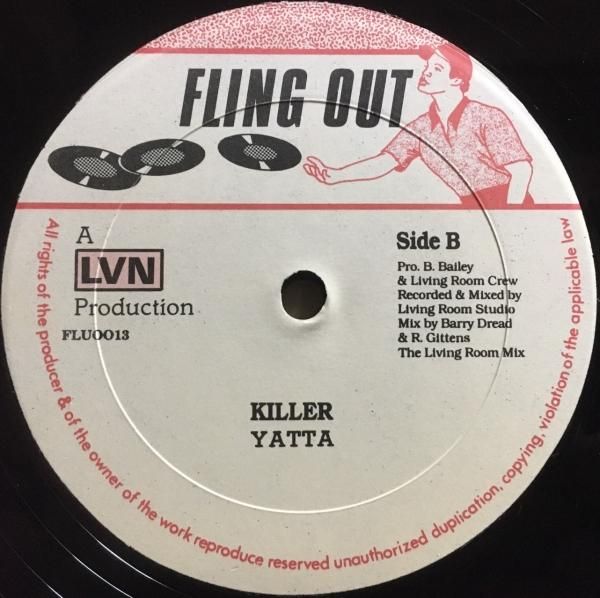 FLING OUT
A
LVN
Production
FLUOO13
Side B
Pro. B. Bailey
& Living Room Crew
Recorded & Mixed by
Living Room Studio
Mix by Barry Dread
& R. Gittens
The Living Room Mix
KILLER
YATTA
All rights of the producer & of the owner of the work reproduce reserved unauthorized duplication, copying, violation of the applicable law